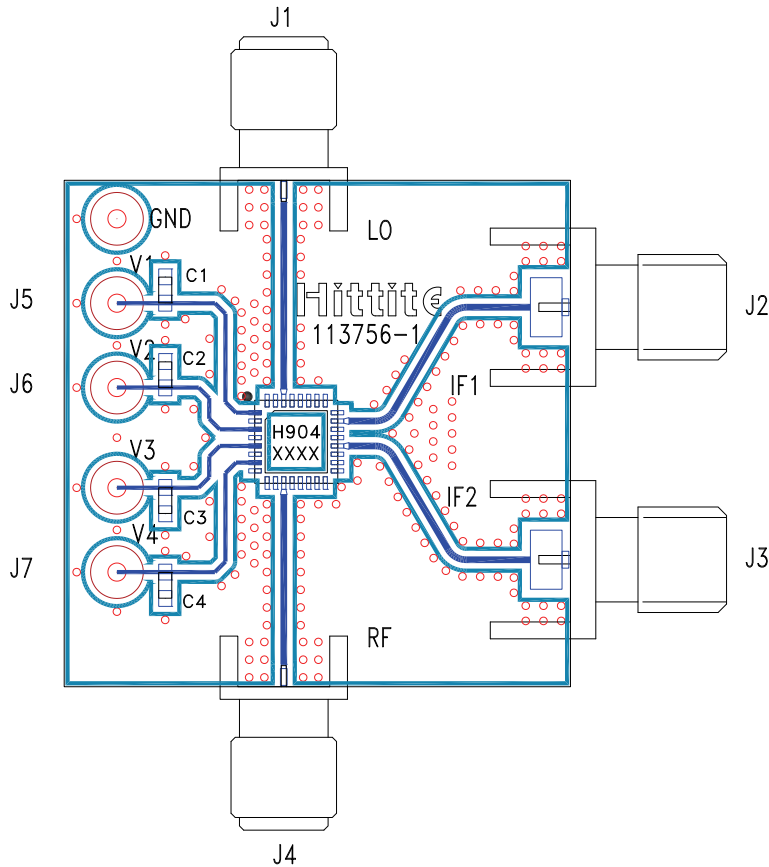 J1
GND
LO
V1
C1
J5
Hittite
J2
113756-1
V2
C2
J6
IF1
H904
XXXX
V3
IF2
C3
V4
J7
J3
C4
RF
J4